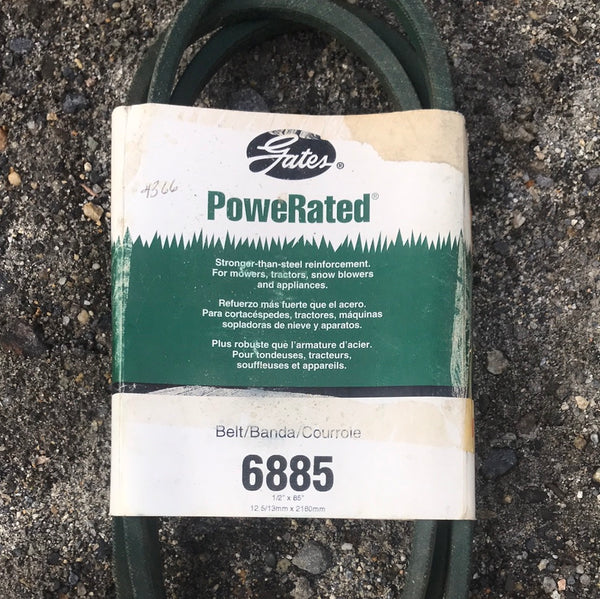 Gates®
4366
PoweRated®
Stronger-than-steel reinforcement.
For mowers, tractors, snow blowers
and appliances.
Refuerzo más fuerte que el acero.
Para cortacéspedes, tractores, máquinas
sopladoras de nieve y aparatos.
Plus robuste que l'armature d'acier.
Pour tondeuses, tracteurs,
souffleuses et appareils.
Belt/Banda/Courroie
6885
1/2" x 85"
12.5/13mm x 2160mm